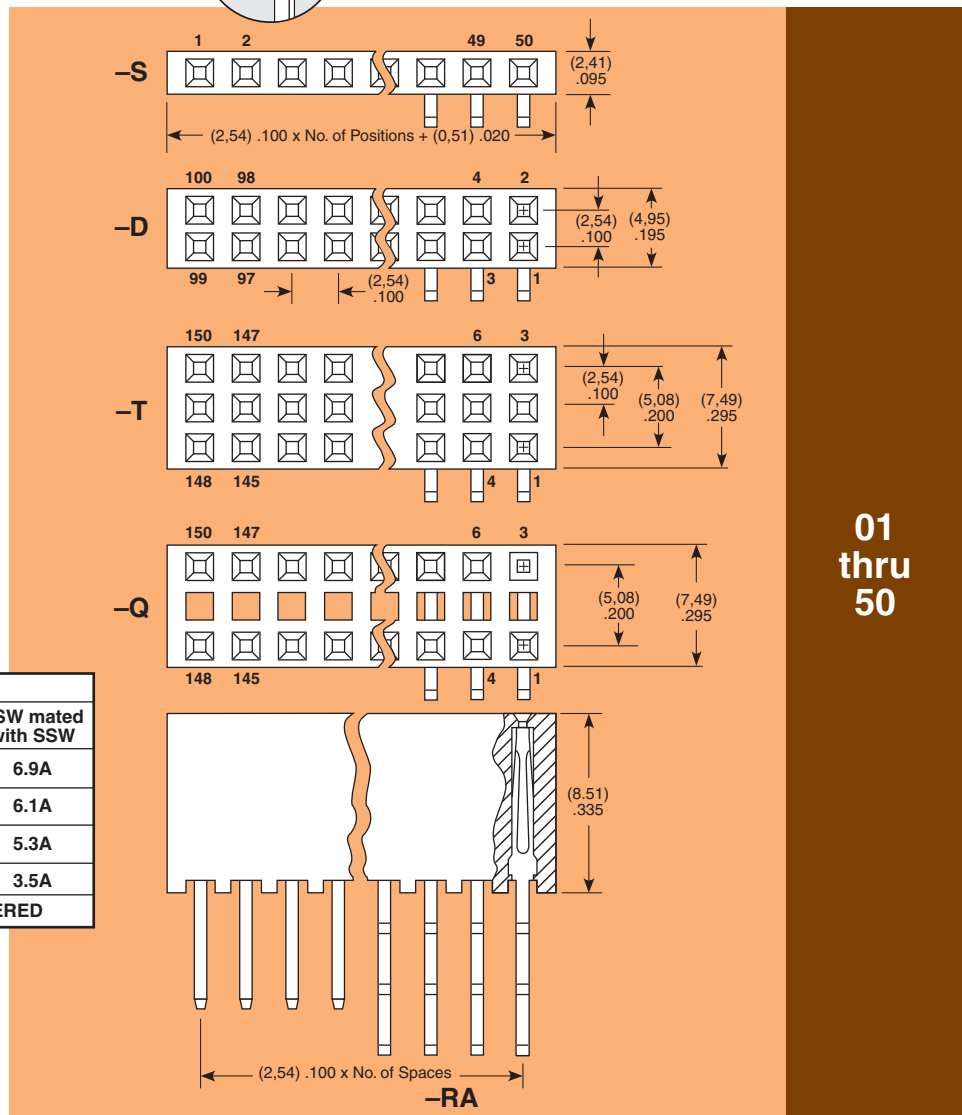 1 2 49 50
–S
(2,41)
.095
(2,54) .100 x No. of Positions + (0,51) .020
100 98 4 2
–D
(2,54)
.100
(4,95)
.195
99 97 3 1
(2,54)
.100
150 147 6 3
–T
(2,54)
.100
(5,08)
.200
(7,49)
.295
148 145 4 1
150 147 6 3
–Q
(5,08)
.200
(7,49)
.295
148 145 4 1
01
thru
50
SW mated
with SSW
6.9A
6.1A
5.3A
3.5A
ERED
(8.51)
.335
(2,54) .100 x No. of Spaces
–RA